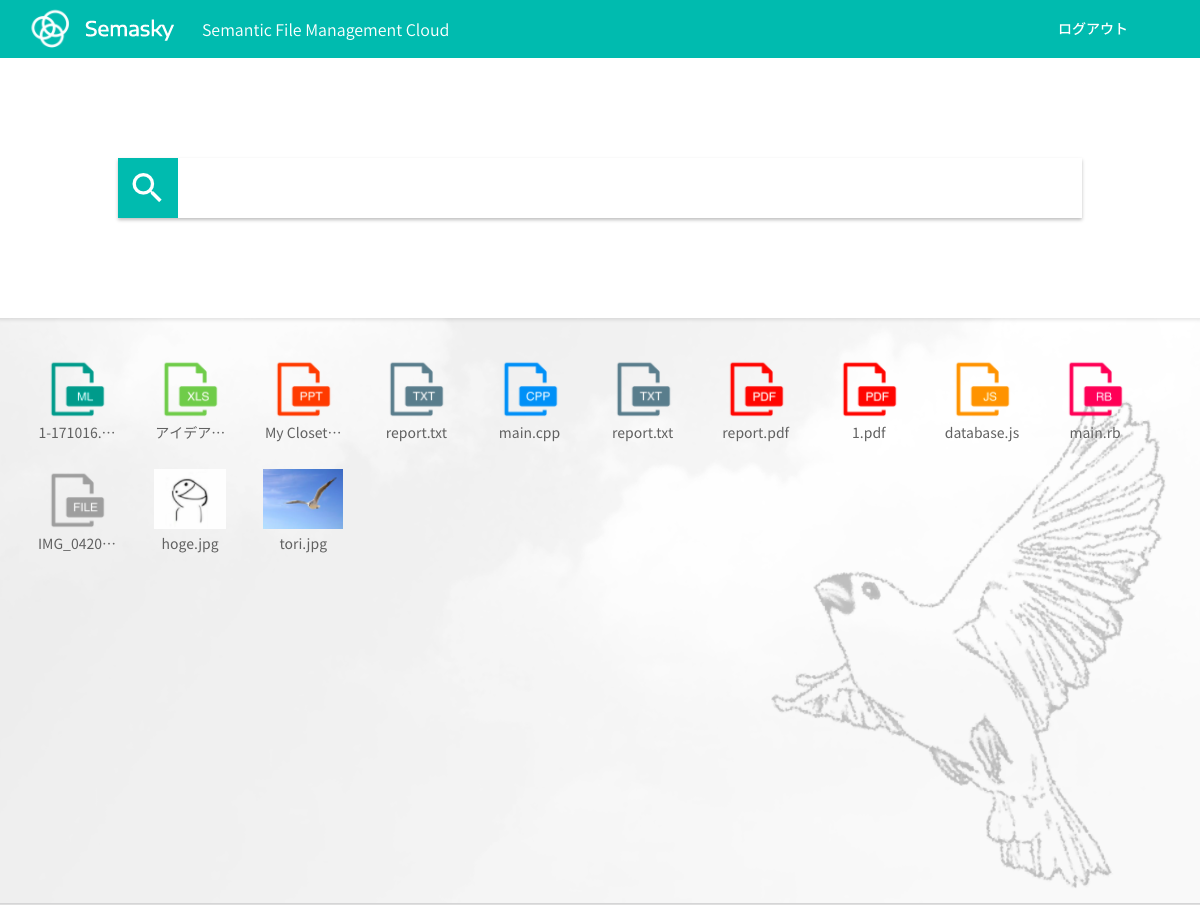 Semasky Semantic File Management Cloud ログアウト
ML XLS PPT TXT CPP TXT PDF PDF JS RB
1-171016.… アイデア… My Closet… report.txt main.cpp report.txt report.pdf 1.pdf database.js main.rb
FILE
IMG_0420… hoge.jpg tori.jpg